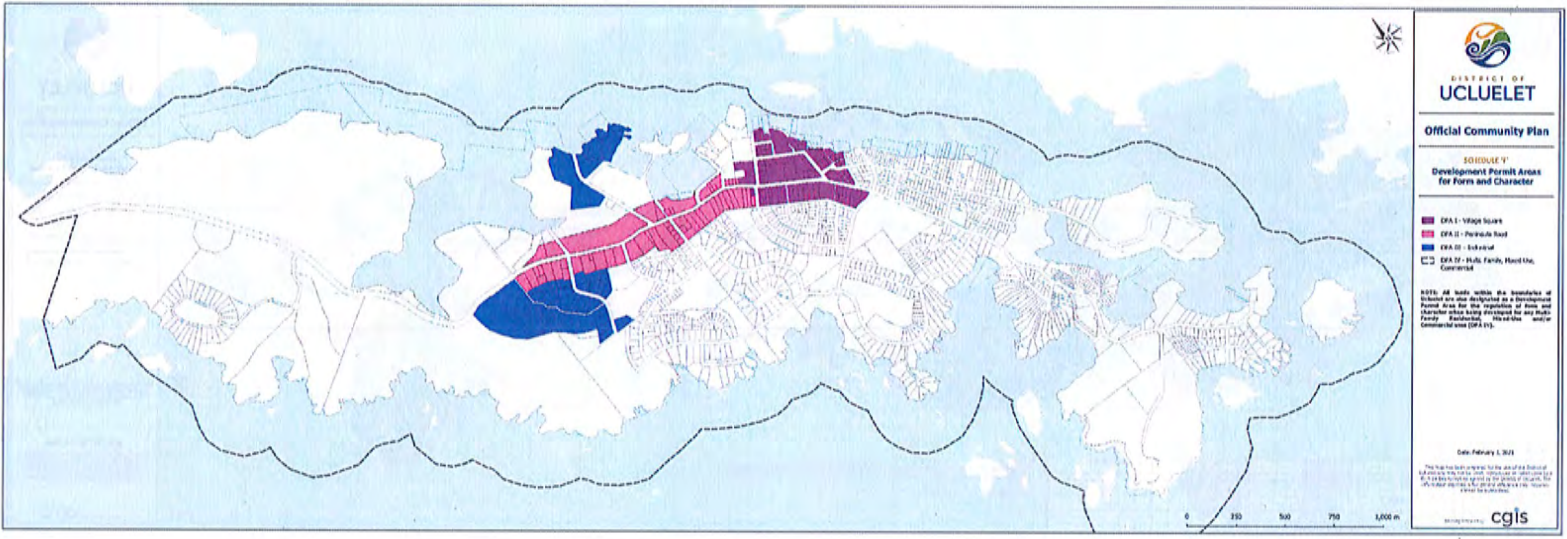 DISTRICT OF
UCLUELET
Official Community Plan
SCHEDULE 'F'
Development Permit Areas
for Form and Character
DPA I - Village Square
DPA II - Peninsula Road
DPA III - Industrial
DPA IV - Multi Family, Mixed Use,
Commercial
NOTE: All lands within the boundaries of
Ucluelet are also designated as a Development
Permit Area for the regulation of form and
character when being developed for any Multi-
Family Residential, Mixed-Use and/or
Commercial uses (DPA IV).
Date: February 1, 2021
cgis
0 250 500 750 1,000 m